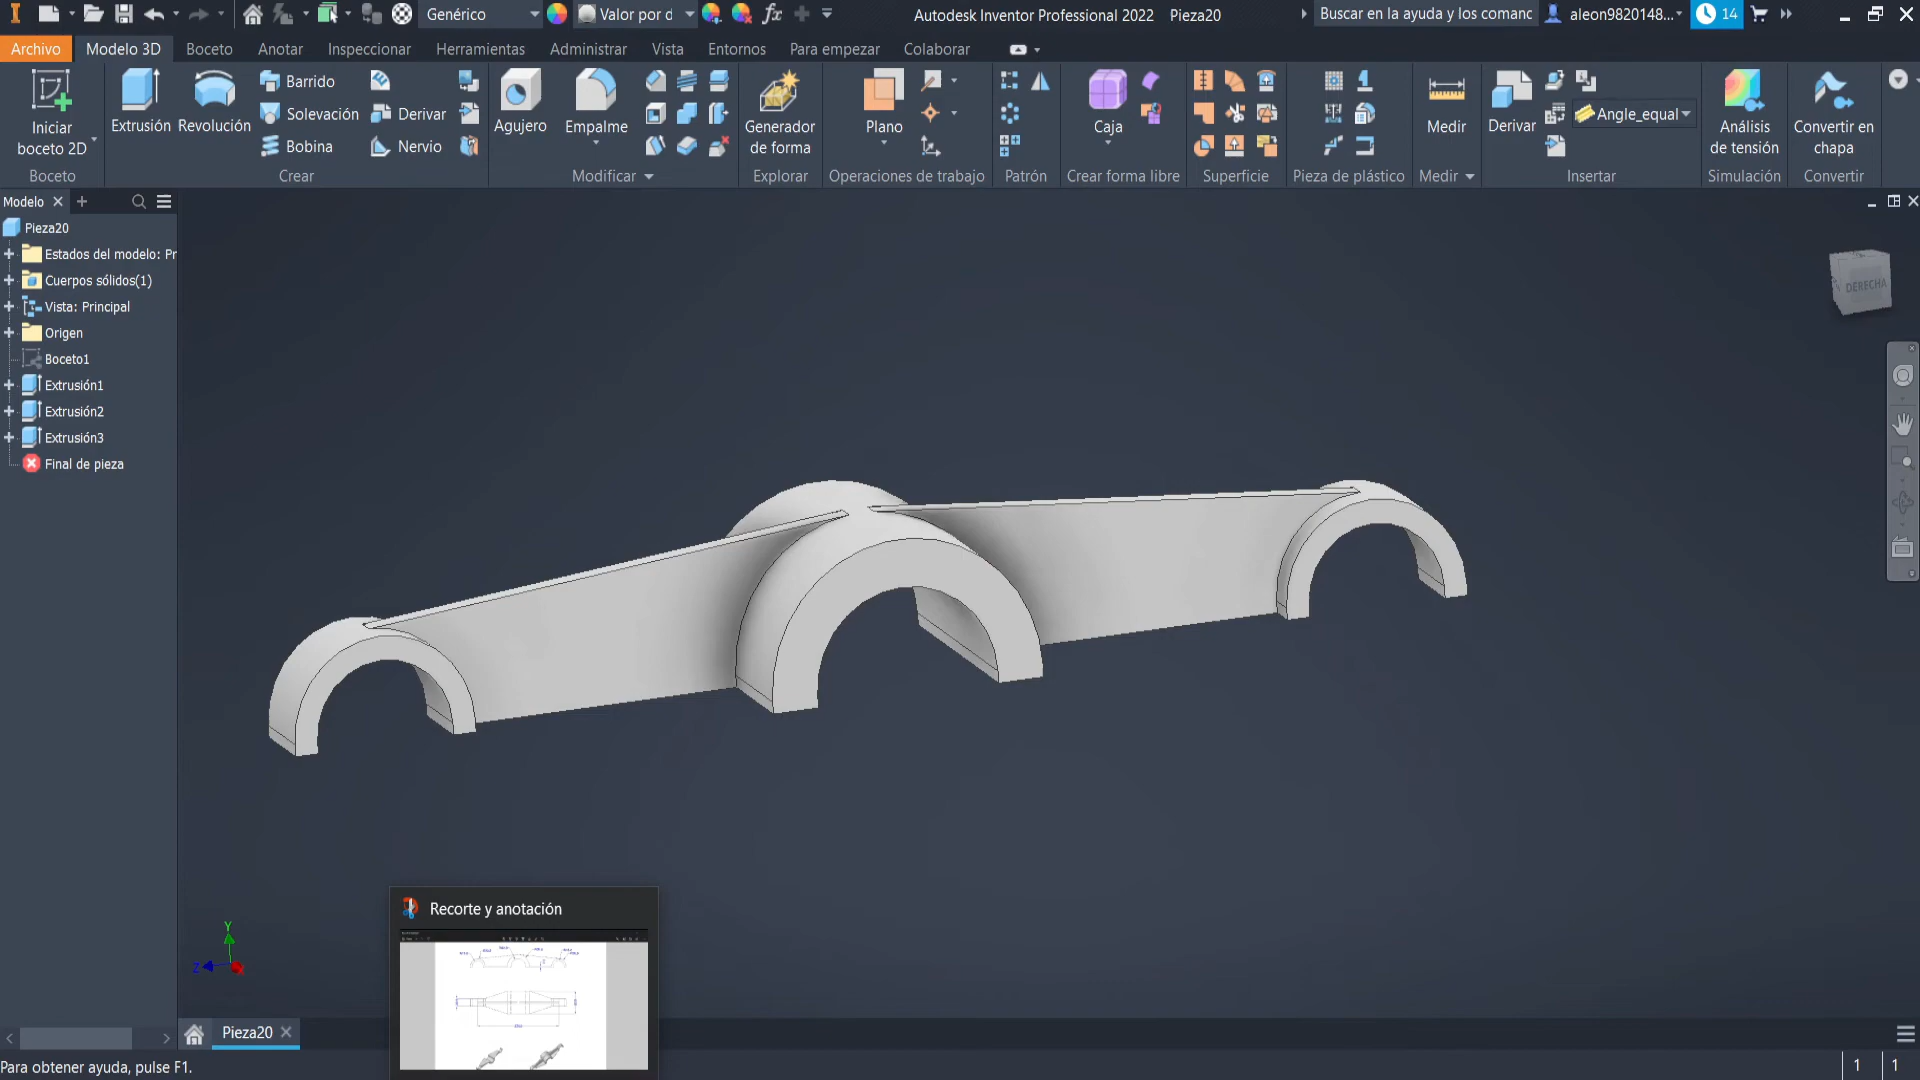 Genérico
Valor por d
Autodesk Inventor Professional 2022 Pieza20
Buscar en la ayuda y los comanc
aleon9820148...
14
Archivo
Modelo 3D
Boceto
Anotar
Inspeccionar
Herramientas
Administrar
Vista
Entornos
Para empezar
Colaborar
Iniciar
boceto 2D
Extrusión
Revolución
Barrido
Solevación
Bobina
Derivar
Nervio
Agujero
Empalme
Generador
de forma
Plano
Caja
Medir
Derivar
Angle_equal
Análisis
de tensión
Convertir en
chapa
Boceto
Crear
Modificar
Explorar
Operaciones de trabajo
Patrón
Crear forma libre
Superficie
Pieza de plástico
Medir
Insertar
Simulación
Convertir
Modelo
Pieza20
Estados del modelo: Pr
Cuerpos sólidos(1)
Vista: Principal
Origen
Boceto1
Extrusión1
Extrusión2
Extrusión3
Final de pieza
DERECHA
Recorte y anotación
Y
Z
X
Pieza20
Para obtener ayuda, pulse F1.
1
1